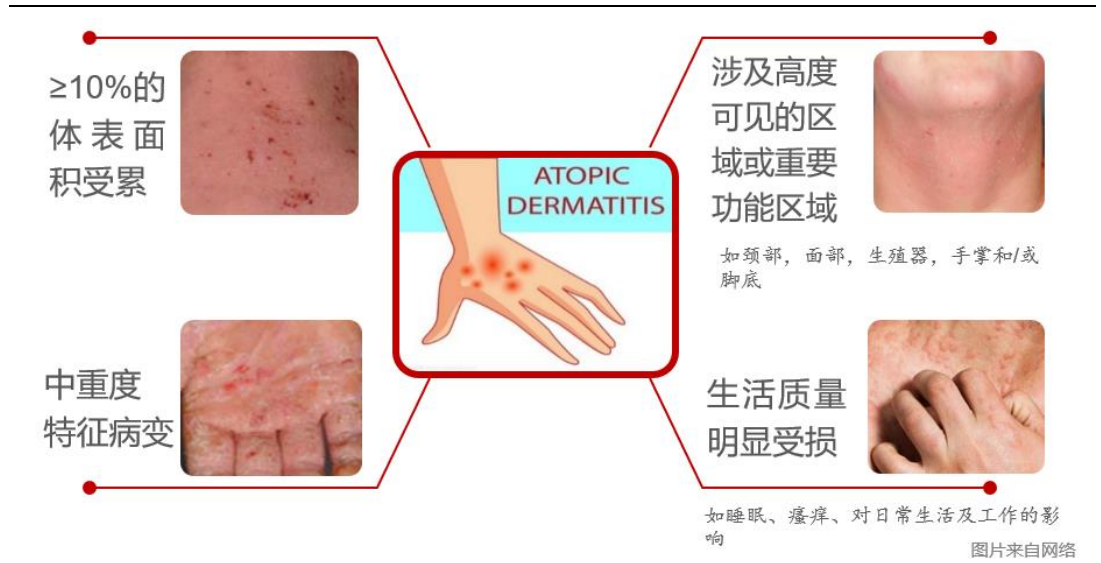 ≥10%的
体表面
积受累
涉及高度
可见的区
域或重要
功能区域
如颈部，面部，生殖器，手掌和/或
脚底
ATOPIC
DERMATITIS
中重度
特征病变
生活质量
明显受损
如睡眠、瘙痒、对日常生活及工作的影
响
图片来自网络